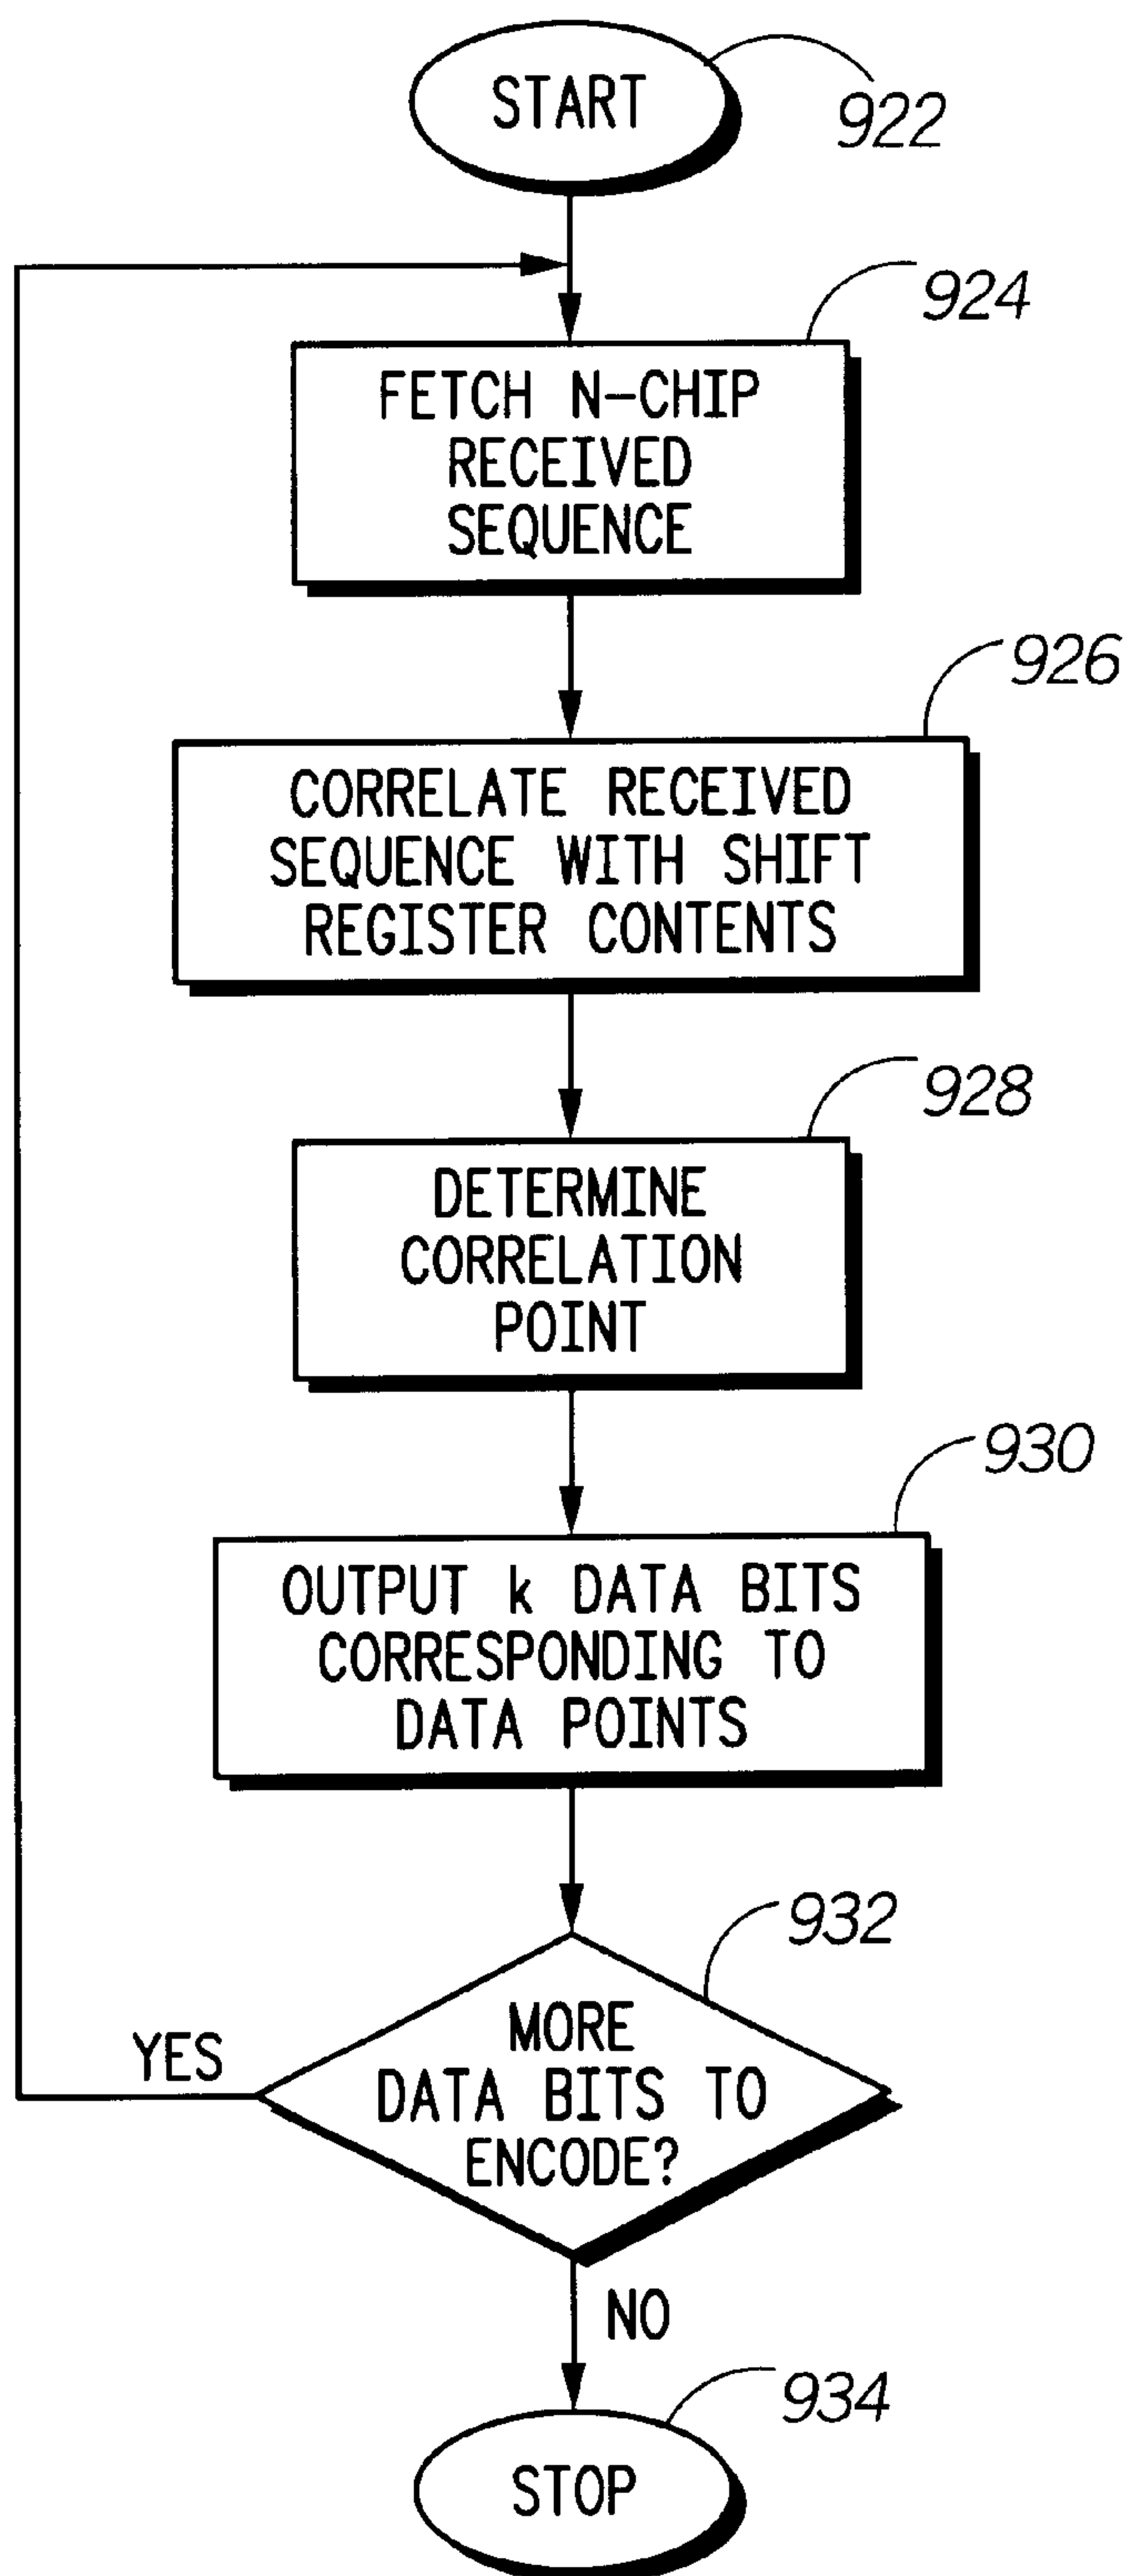 START
922
924
FETCH N-CHIP
RECEIVED
SEQUENCE
926
CORRELATE RECEIVED
SEQUENCE WITH SHIFT
REGISTER CONTENTS
928
DETERMINE
CORRELATION
POINT
930
OUTPUT k DATA BITS
CORRESPONDING TO
DATA POINTS
932
MORE
DATA BITS TO
ENCODE?
YES
NO
934
STOP